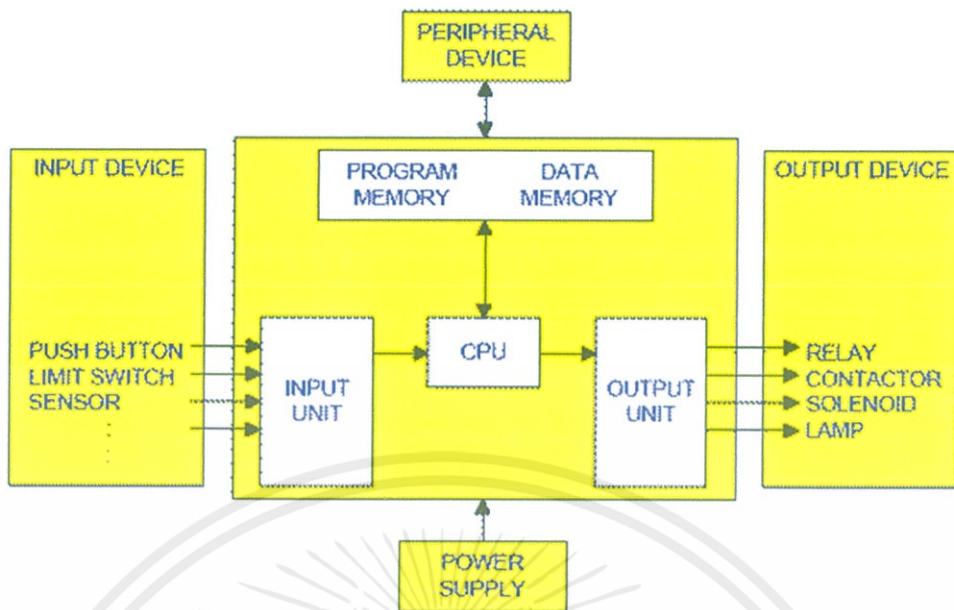 PERIPHERAL
DEVICE
INPUT DEVICE
PROGRAM
MEMORY
DATA
MEMORY
OUTPUT DEVICE
PUSH BUTTON
LIMIT SWITCH
SENSOR
INPUT
UNIT
CPU
OUTPUT
UNIT
RELAY
CONTACTOR
SOLENOID
LAMP
POWER
SUPPLY